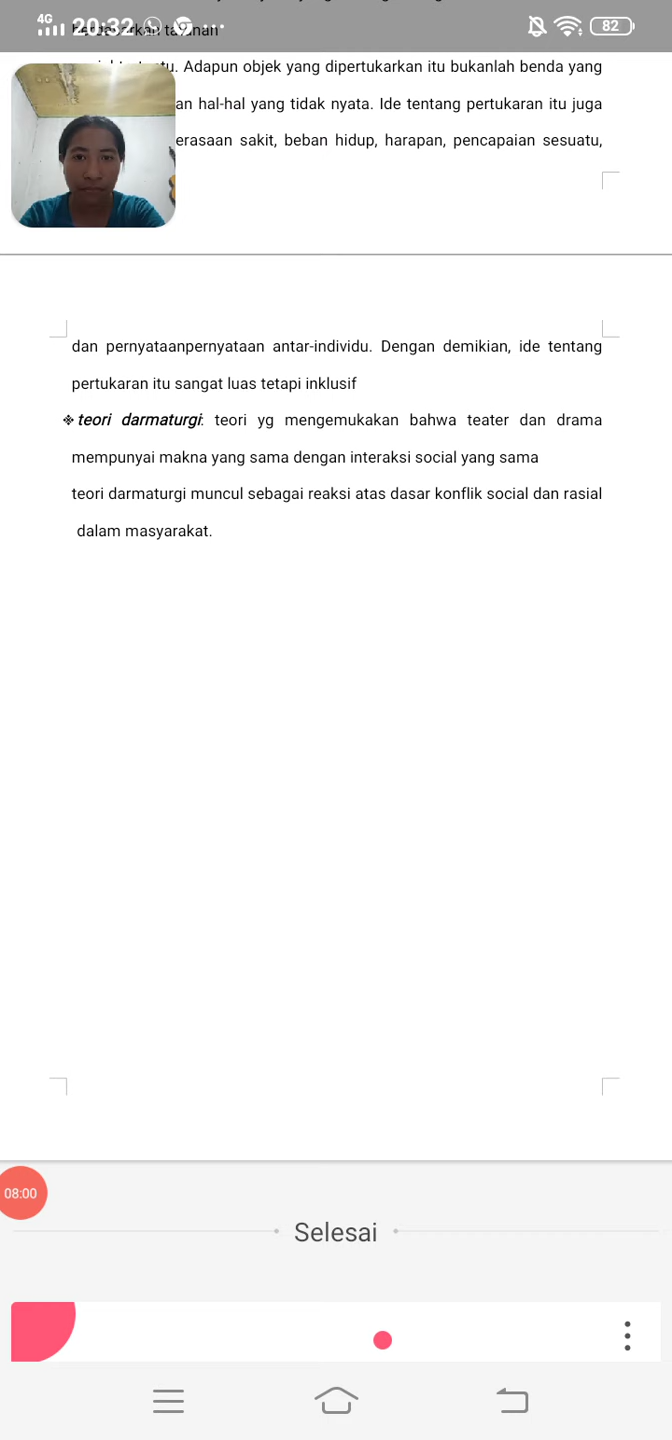 4G 20:32 82
tayanan
Adapun objek yang dipertukarkan itu bukanlah benda yang
an hal-hal yang tidak nyata. Ide tentang pertukaran itu juga
erasaan sakit, beban hidup, harapan, pencapaian sesuatu,
dan pernyataanpernyataan antar-individu. Dengan demikian, ide tentang
pertukaran itu sangat luas tetapi inklusif
❖ teori darmaturgi: teori yg mengemukakan bahwa teater dan drama
mempunyai makna yang sama dengan interaksi social yang sama
teori darmaturgi muncul sebagai reaksi atas dasar konflik social dan rasial
dalam masyarakat.
08:00
Selesai